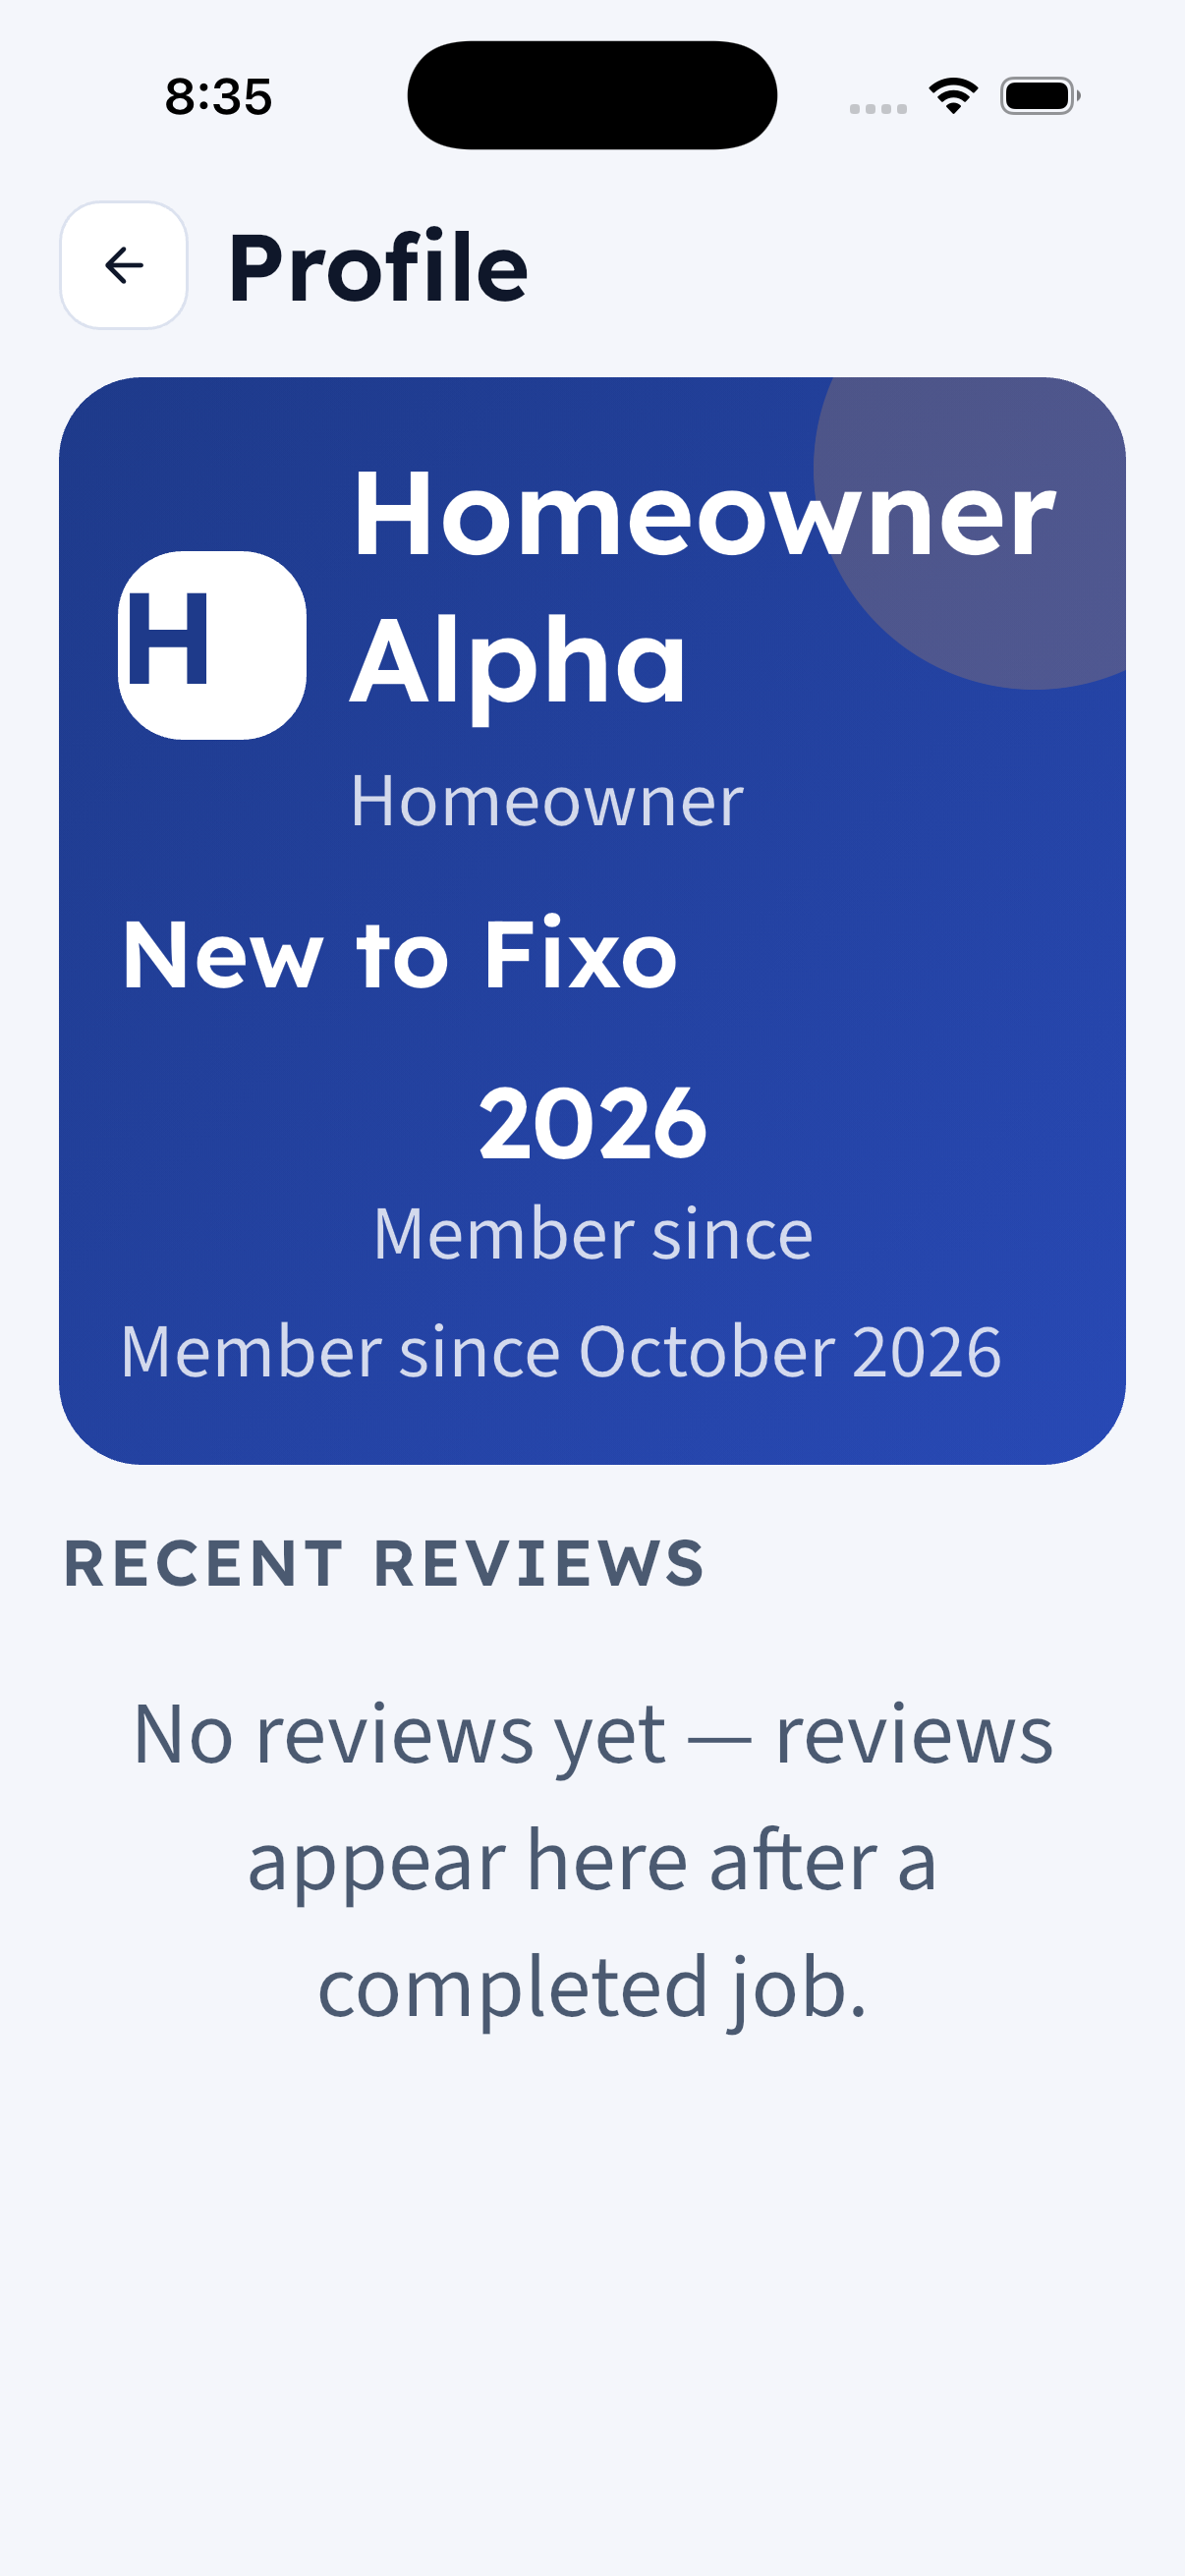 8:35
Profile
H
Homeowner
Alpha
Homeowner
New to Fixo
2026
Member since
Member since October 2026
RECENT REVIEWS
No reviews yet — reviews
appear here after a
completed job.